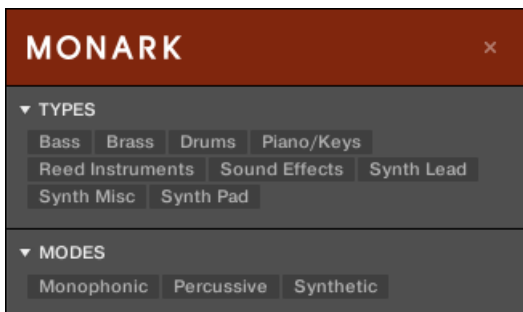 MONARK ×
▼ TYPES
Bass Brass Drums Piano/Keys
Reed Instruments Sound Effects Synth Lead
Synth Misc Synth Pad
▼ MODES
Monophonic Percussive Synthetic